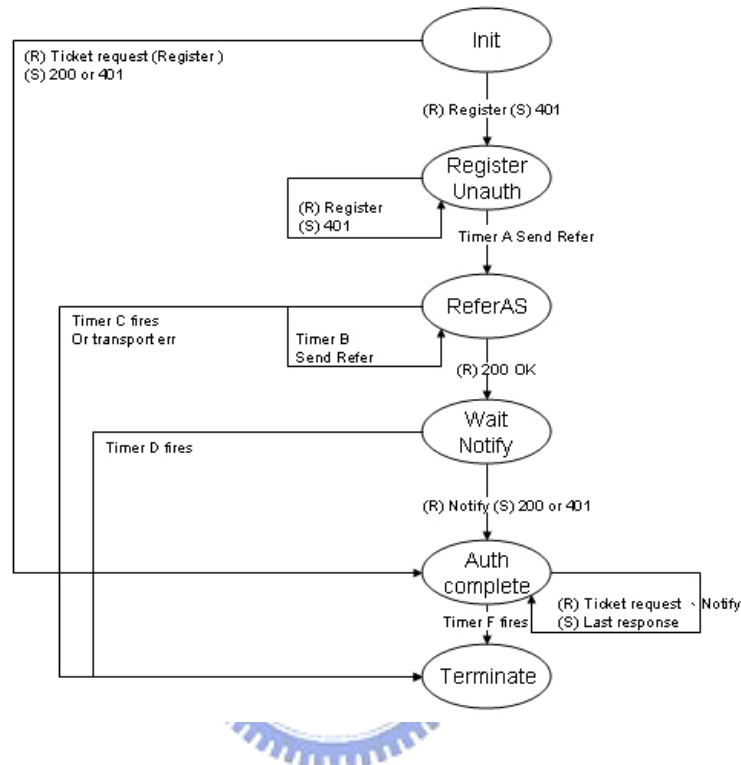 Init
(R) Ticket request (Register )
(S) 200 or 401
(R) Register (S) 401
Register
Unauth
(R) Register
(S) 401
Timer A Send Refer
ReferAS
Timer C fires
Or transport err
Timer B
Send Refer
(R) 200 OK
Wait
Notify
Timer D fires
(R) Notify (S) 200 or 401
Auth
complete
(R) Ticket request、Notify
(S) Last response
Timer F fires
Terminate